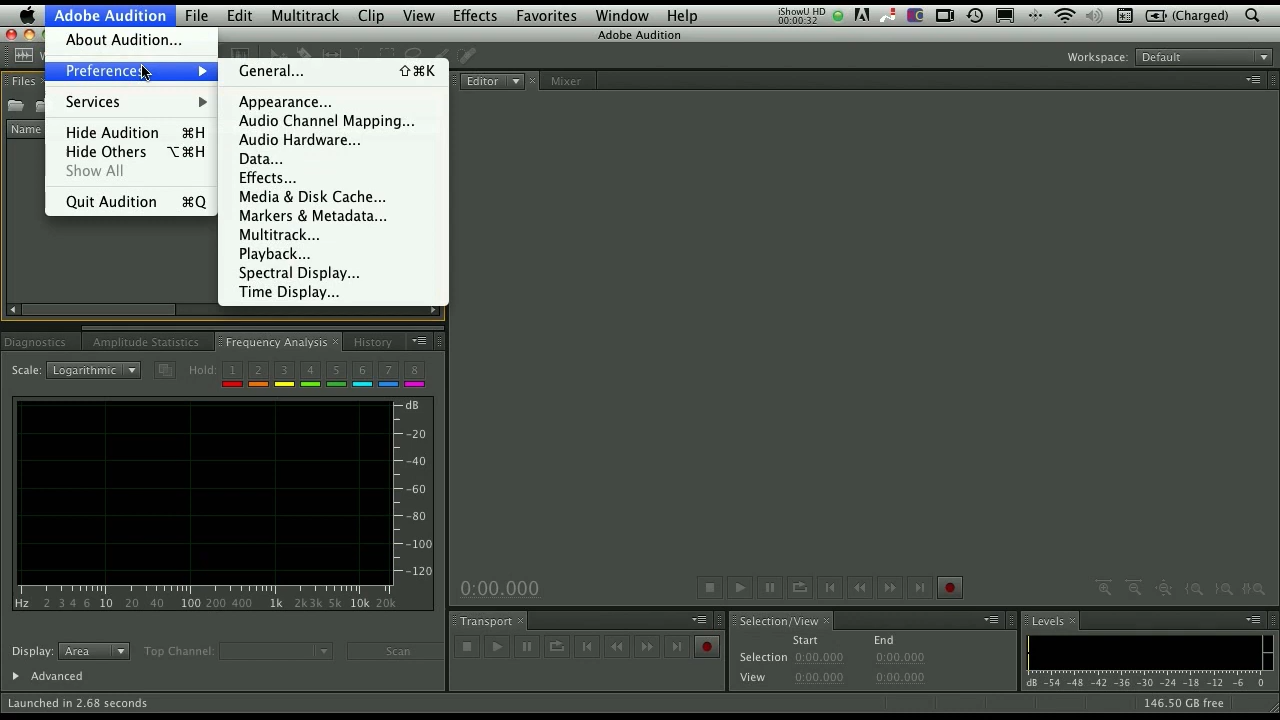 Adobe Audition File Edit Multitrack Clip View Effects Favorites Window Help iShowU HD 00:00:32 (Charged)
Adobe Audition
About Audition...
Preferences
Services
Hide Audition ⌘H
Hide Others ⌥⌘H
Show All
Quit Audition ⌘Q
General... ⇧⌘K
Appearance...
Audio Channel Mapping...
Audio Hardware...
Data...
Effects...
Media & Disk Cache...
Markers & Metadata...
Multitrack...
Playback...
Spectral Display...
Time Display...
Workspace: Default
Files
Name
Editor Mixer
Diagnostics Amplitude Statistics Frequency Analysis History
Scale: Logarithmic Hold: 1 2 3 4 5 6 7 8
dB
-20
-40
-60
-80
-100
-120
Hz 2 3 4 6 10 20 40 100 200 400 1k 2k 3k 5k 10k 20k
Display: Area Top Channel: Scan
Advanced
0:00.000
Transport
Selection/View
Start End
Selection 0:00.000 0:00.000
View 0:00.000 0:00.000
Levels
dB -54 -48 -42 -36 -30 -24 -18 -12 -6 0
Launched in 2.68 seconds
146.50 GB free